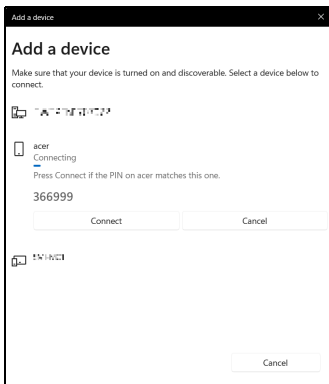 Add a device
Add a device
Make sure that your device is turned on and discoverable. Select a device below to
connect.
acer
Connecting
Press Connect if the PIN on acer matches this one.
366999
Connect Cancel
Cancel